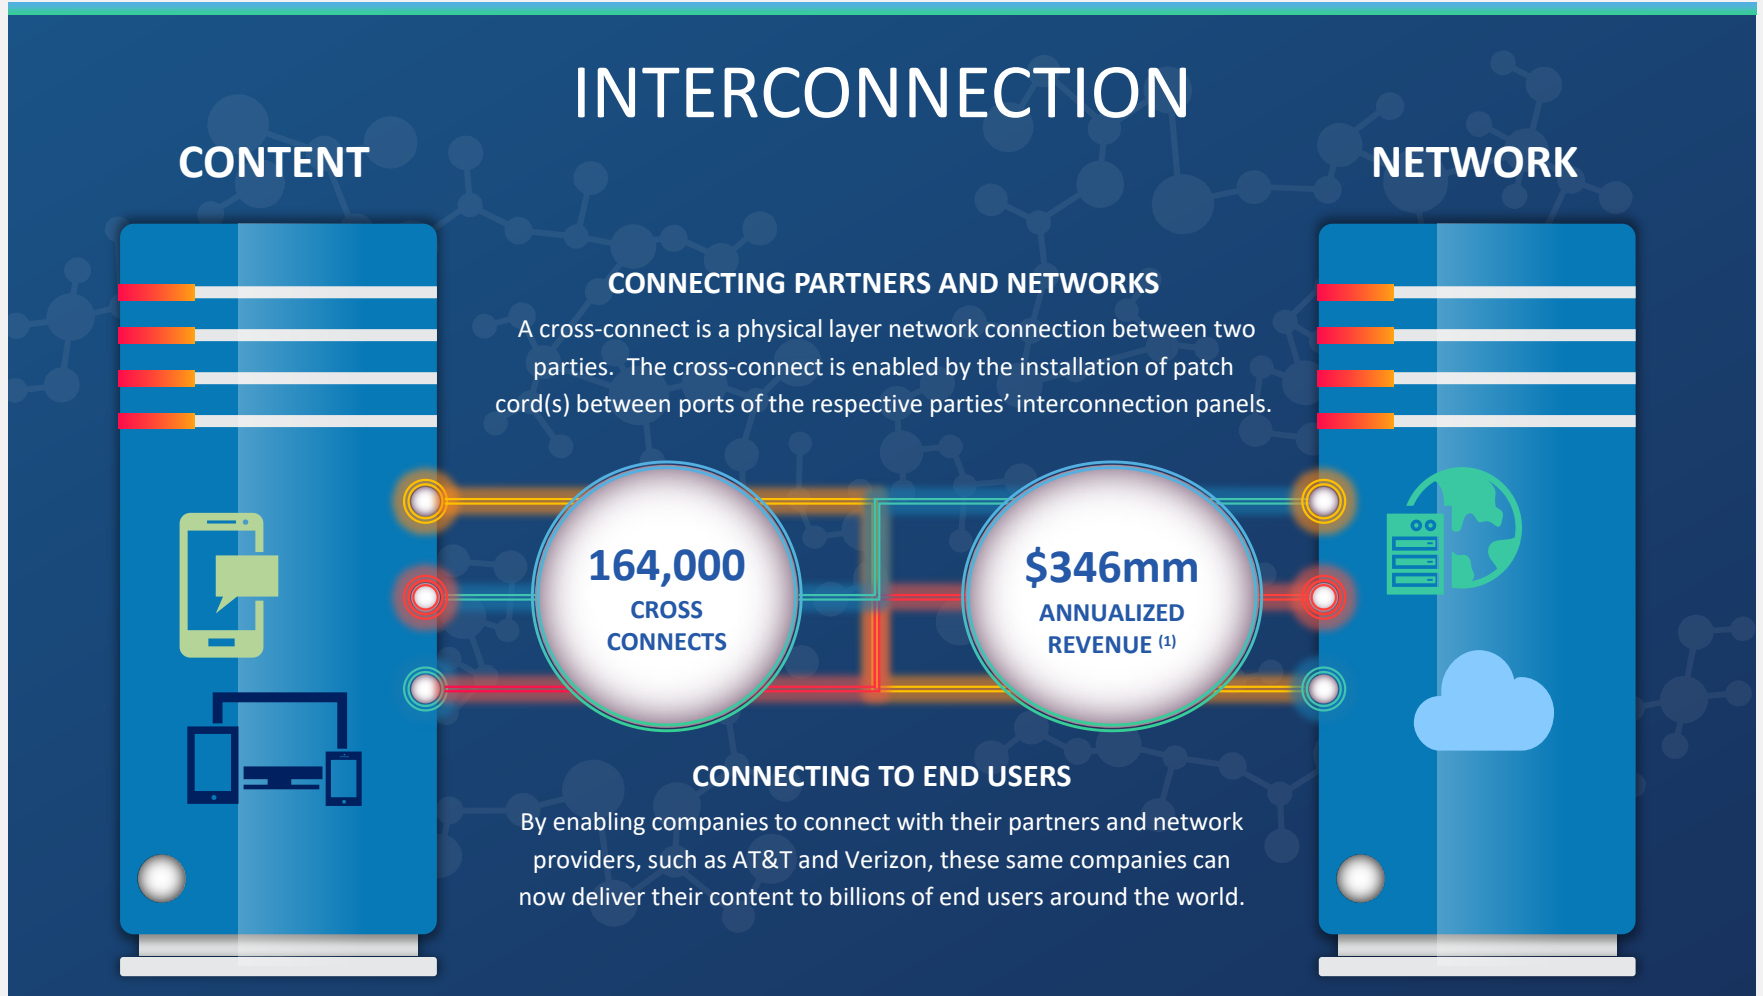 INTERCONNECTION
CONTENT
NETWORK
CONNECTING PARTNERS AND NETWORKS
A cross-connect is a physical layer network connection between two
parties.  The cross-connect is enabled by the installation of patch
cord(s) between ports of the respective parties’ interconnection panels.
164,000
CROSS
CONNECTS
$346mm
ANNUALIZED
REVENUE (1)
CONNECTING TO END USERS
By enabling companies to connect with their partners and network
providers, such as AT&T and Verizon, these same companies can
now deliver their content to billions of end users around the world.